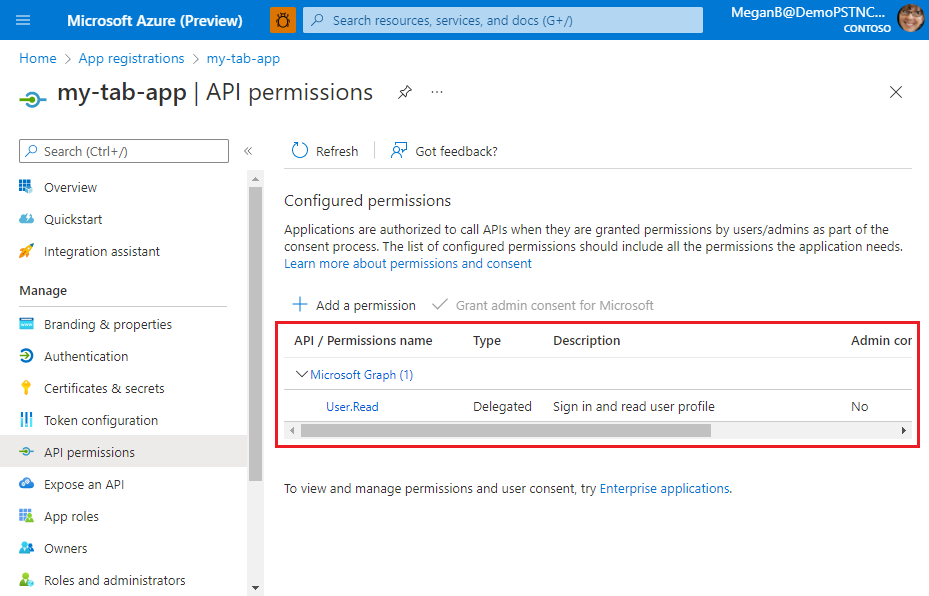 Microsoft Azure (Preview)
Search resources, services, and docs (G+/)
MeganB@DemoPSTNC...
CONTOSO
Home > App registrations > my-tab-app
my-tab-app | API permissions
Search (Ctrl+/)
Refresh
Got feedback?
Overview
Quickstart
Integration assistant
Manage
Branding & properties
Authentication
Certificates & secrets
Token configuration
API permissions
Expose an API
App roles
Owners
Roles and administrators
Configured permissions
Applications are authorized to call APIs when they are granted permissions by users/admins as part of the
consent process. The list of configured permissions should include all the permissions the application needs.
Learn more about permissions and consent
Add a permission
Grant admin consent for Microsoft
API / Permissions name Type Description Admin cor
Microsoft Graph (1)
User.Read Delegated Sign in and read user profile No
To view and manage permissions and user consent, try Enterprise applications.